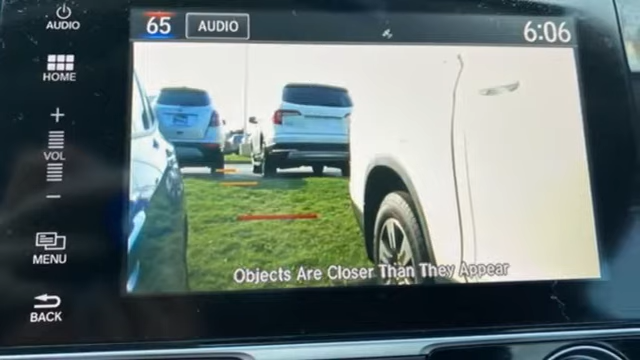 AUDIO
65 AUDIO 6:06
HOME
+
VOL
−
MENU
BACK
Objects Are Closer Than They Appear